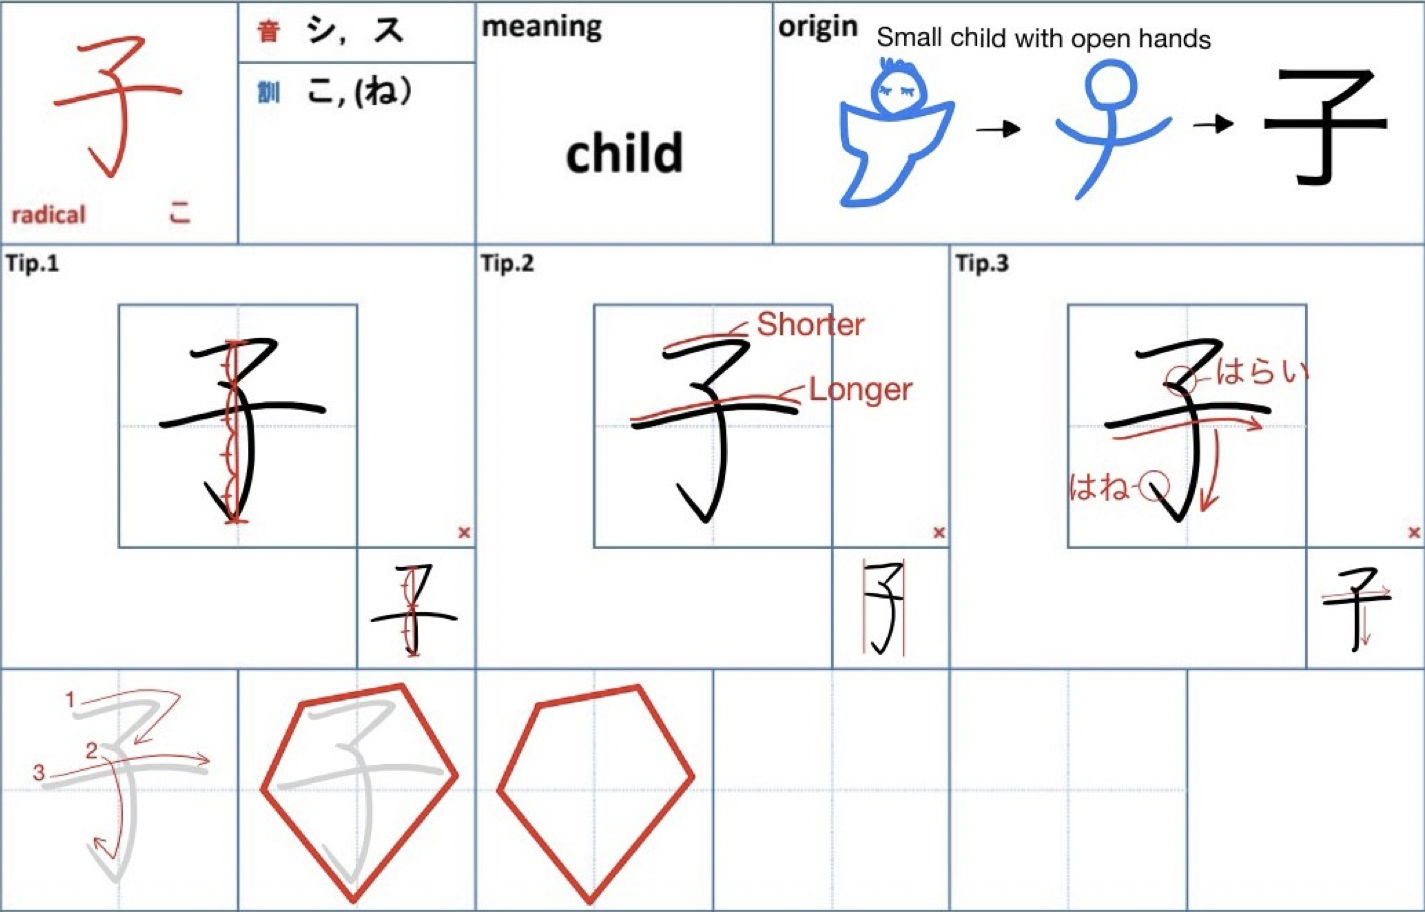 子
radical こ
音 シ, ス
訓 こ, (ね)
meaning
child
origin
Small child with open hands
子
Tip.1
子
×
子
Tip.2
Shorter
子
Longer
×
子
Tip.3
子
はらい
はね
×
子
1
2
3
子
子